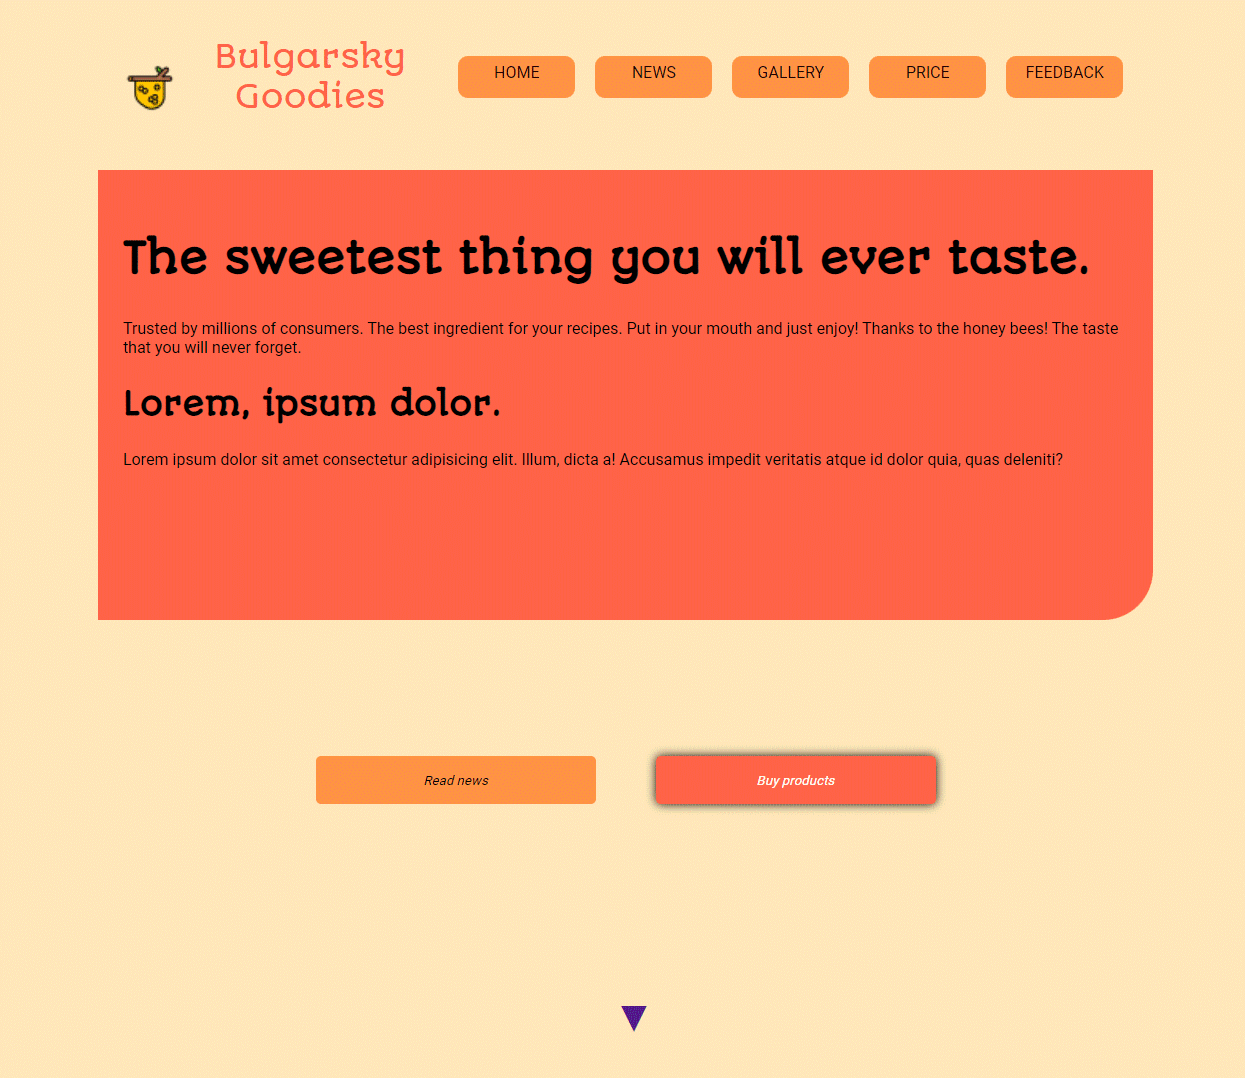 Bulgarsky
Goodies
HOME
NEWS
GALLERY
PRICE
FEEDBACK
The sweetest thing you will ever taste.
Trusted by millions of consumers. The best ingredient for your recipes. Put in your mouth and just enjoy! Thanks to the honey bees! The taste
that you will never forget.
Lorem, ipsum dolor.
Lorem ipsum dolor sit amet consectetur adipisicing elit. Illum, dicta a! Accusamus impedit veritatis atque id dolor quia, quas deleniti?
Read news
Buy products